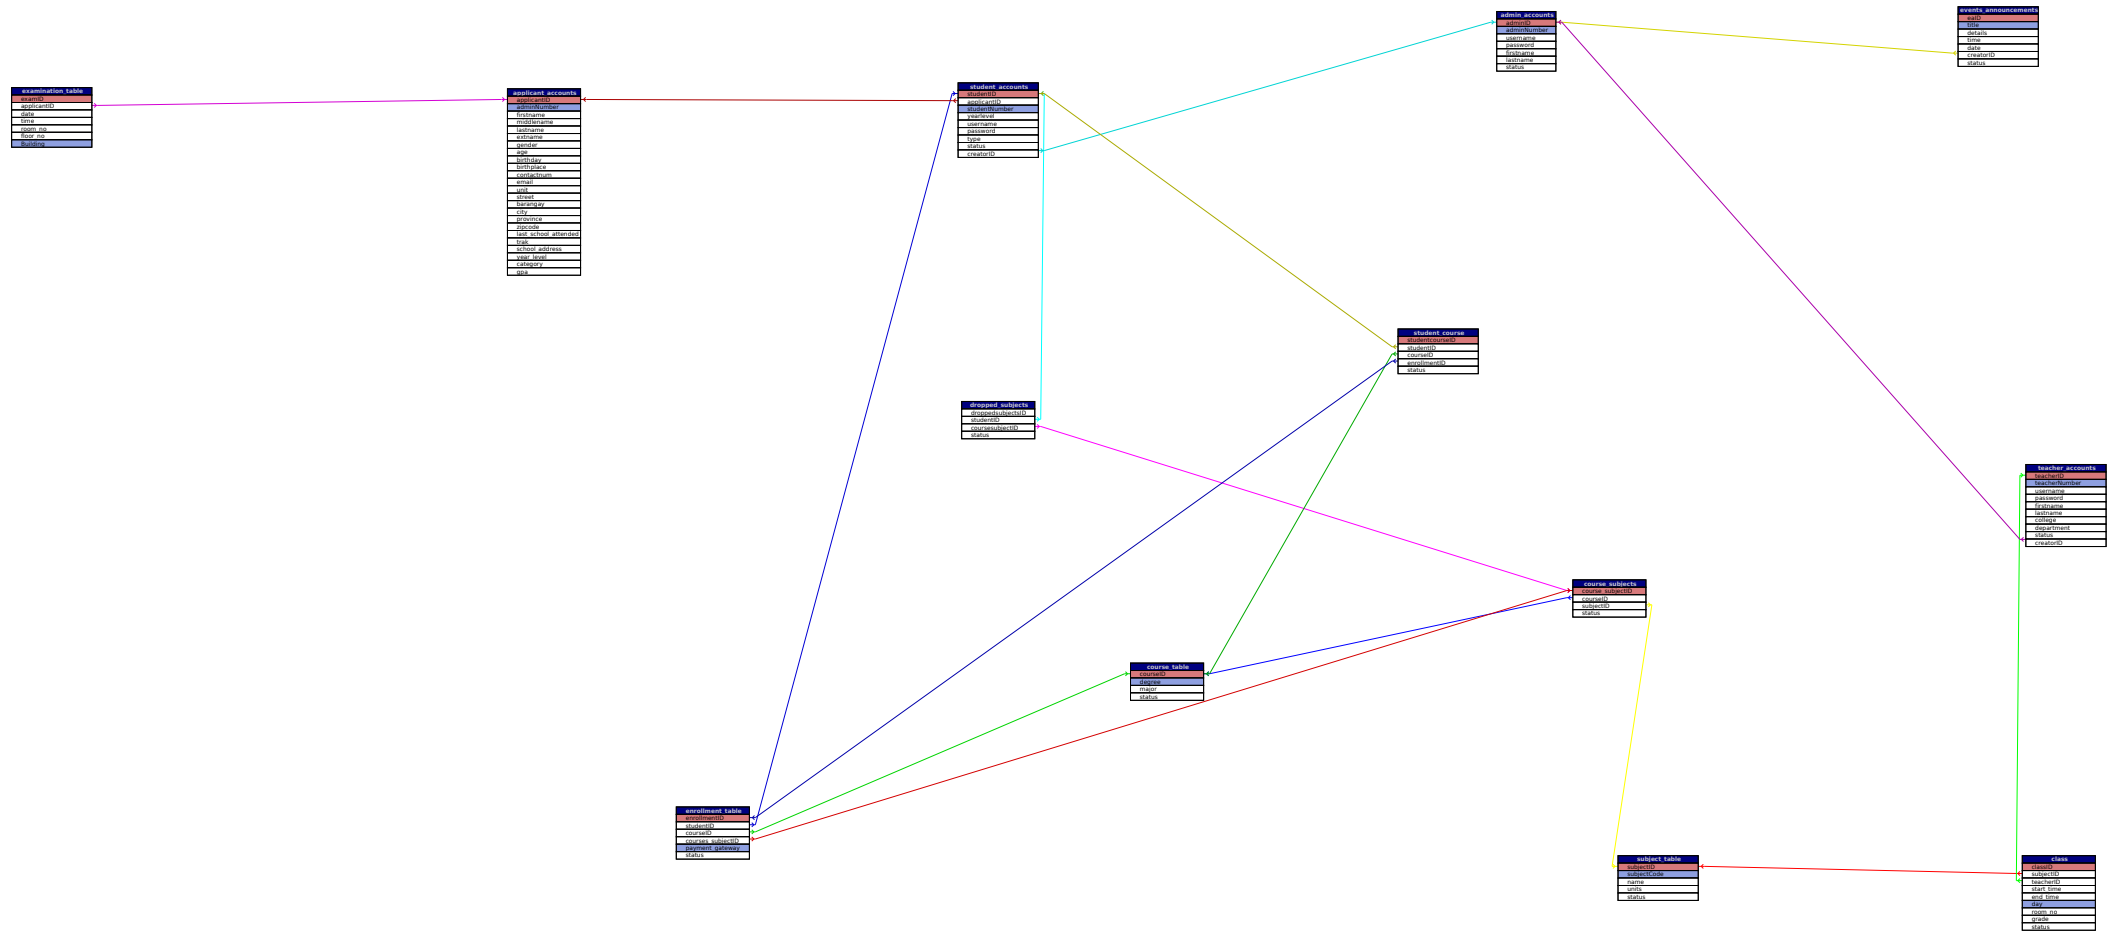 examination_table
examID
applicantID
date
time
room_no
floor_no
Building
applicant_accounts
applicantID
adminNumber
firstname
middlename
lastname
extname
gender
age
birthday
birthplace
contactnum
email
unit
street
barangay
city
province
zipcode
last_school_attended
trak
school_address
year_level
category
gpa
student_accounts
studentID
applicantID
studentNumber
yearlevel
username
password
type
status
creatorID
admin_accounts
adminID
adminNumber
username
password
firstname
lastname
status
events_announcements
eaID
title
details
time
date
creatorID
status
student_course
studentcourseID
studentID
courseID
enrollmentID
status
dropped_subjects
droppedsubjectsID
studentID
coursesubjectID
status
teacher_accounts
teacherID
teacherNumber
username
password
firstname
lastname
college
department
status
creatorID
course_subjects
course_subjectID
courseID
subjectID
status
course_table
courseID
degree
major
status
enrollment_table
enrollmentID
studentID
courseID
courses_subjectID
payment_gateway
status
subject_table
subjectID
subjectCode
name
units
status
class
classID
subjectID
teacherID
start_time
end_time
day
room_no
grade
status